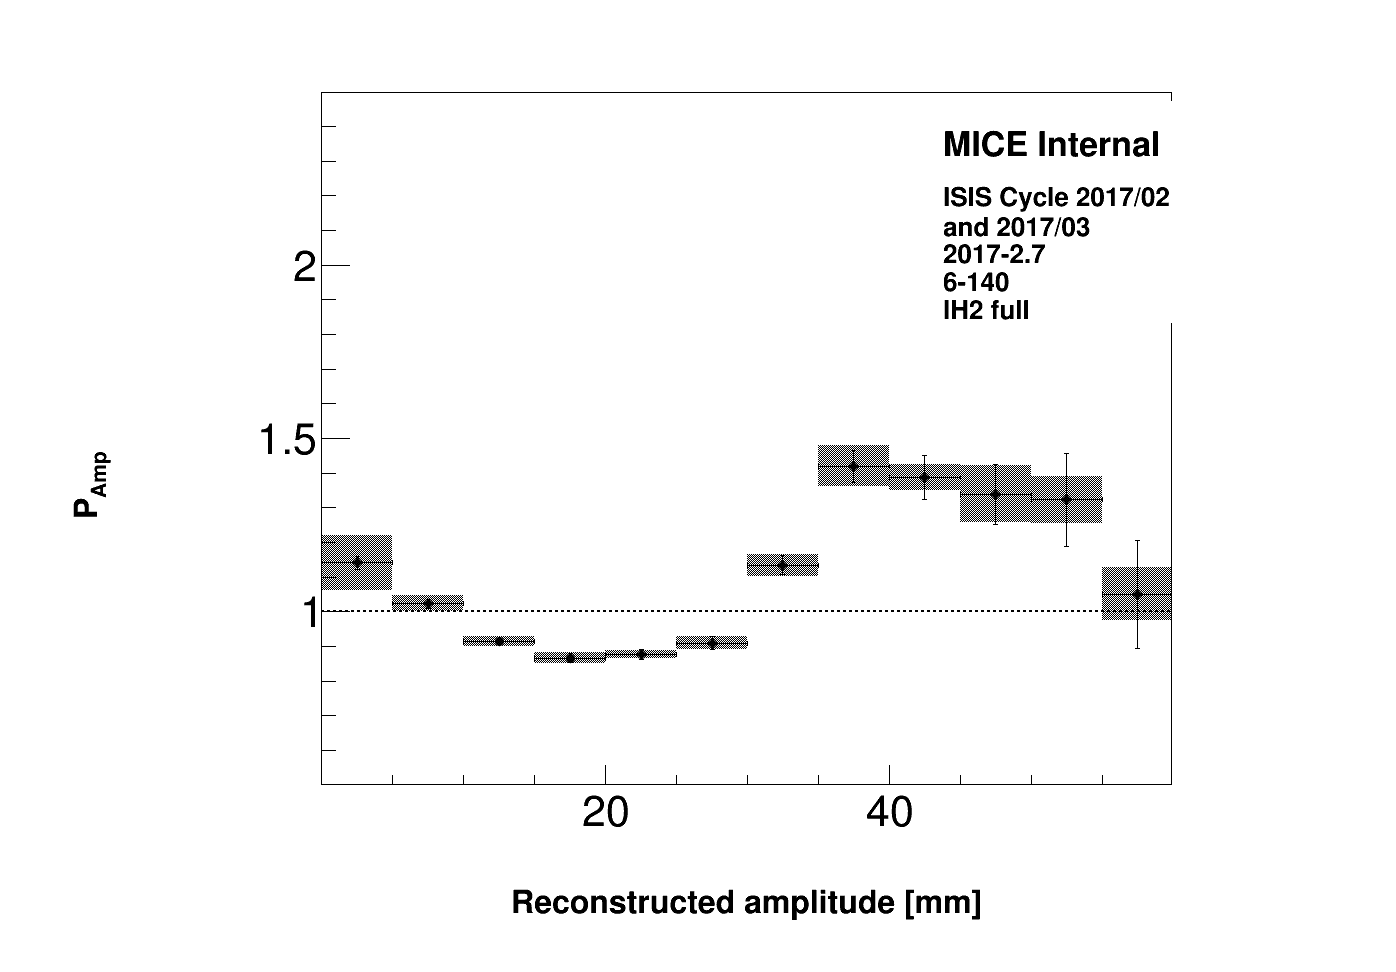 MICE Internal
ISIS Cycle 2017/02
and 2017/03
2017-2.7
6-140
IH2 full
2
1.5
1
P_Amp
20 40
Reconstructed amplitude [mm]